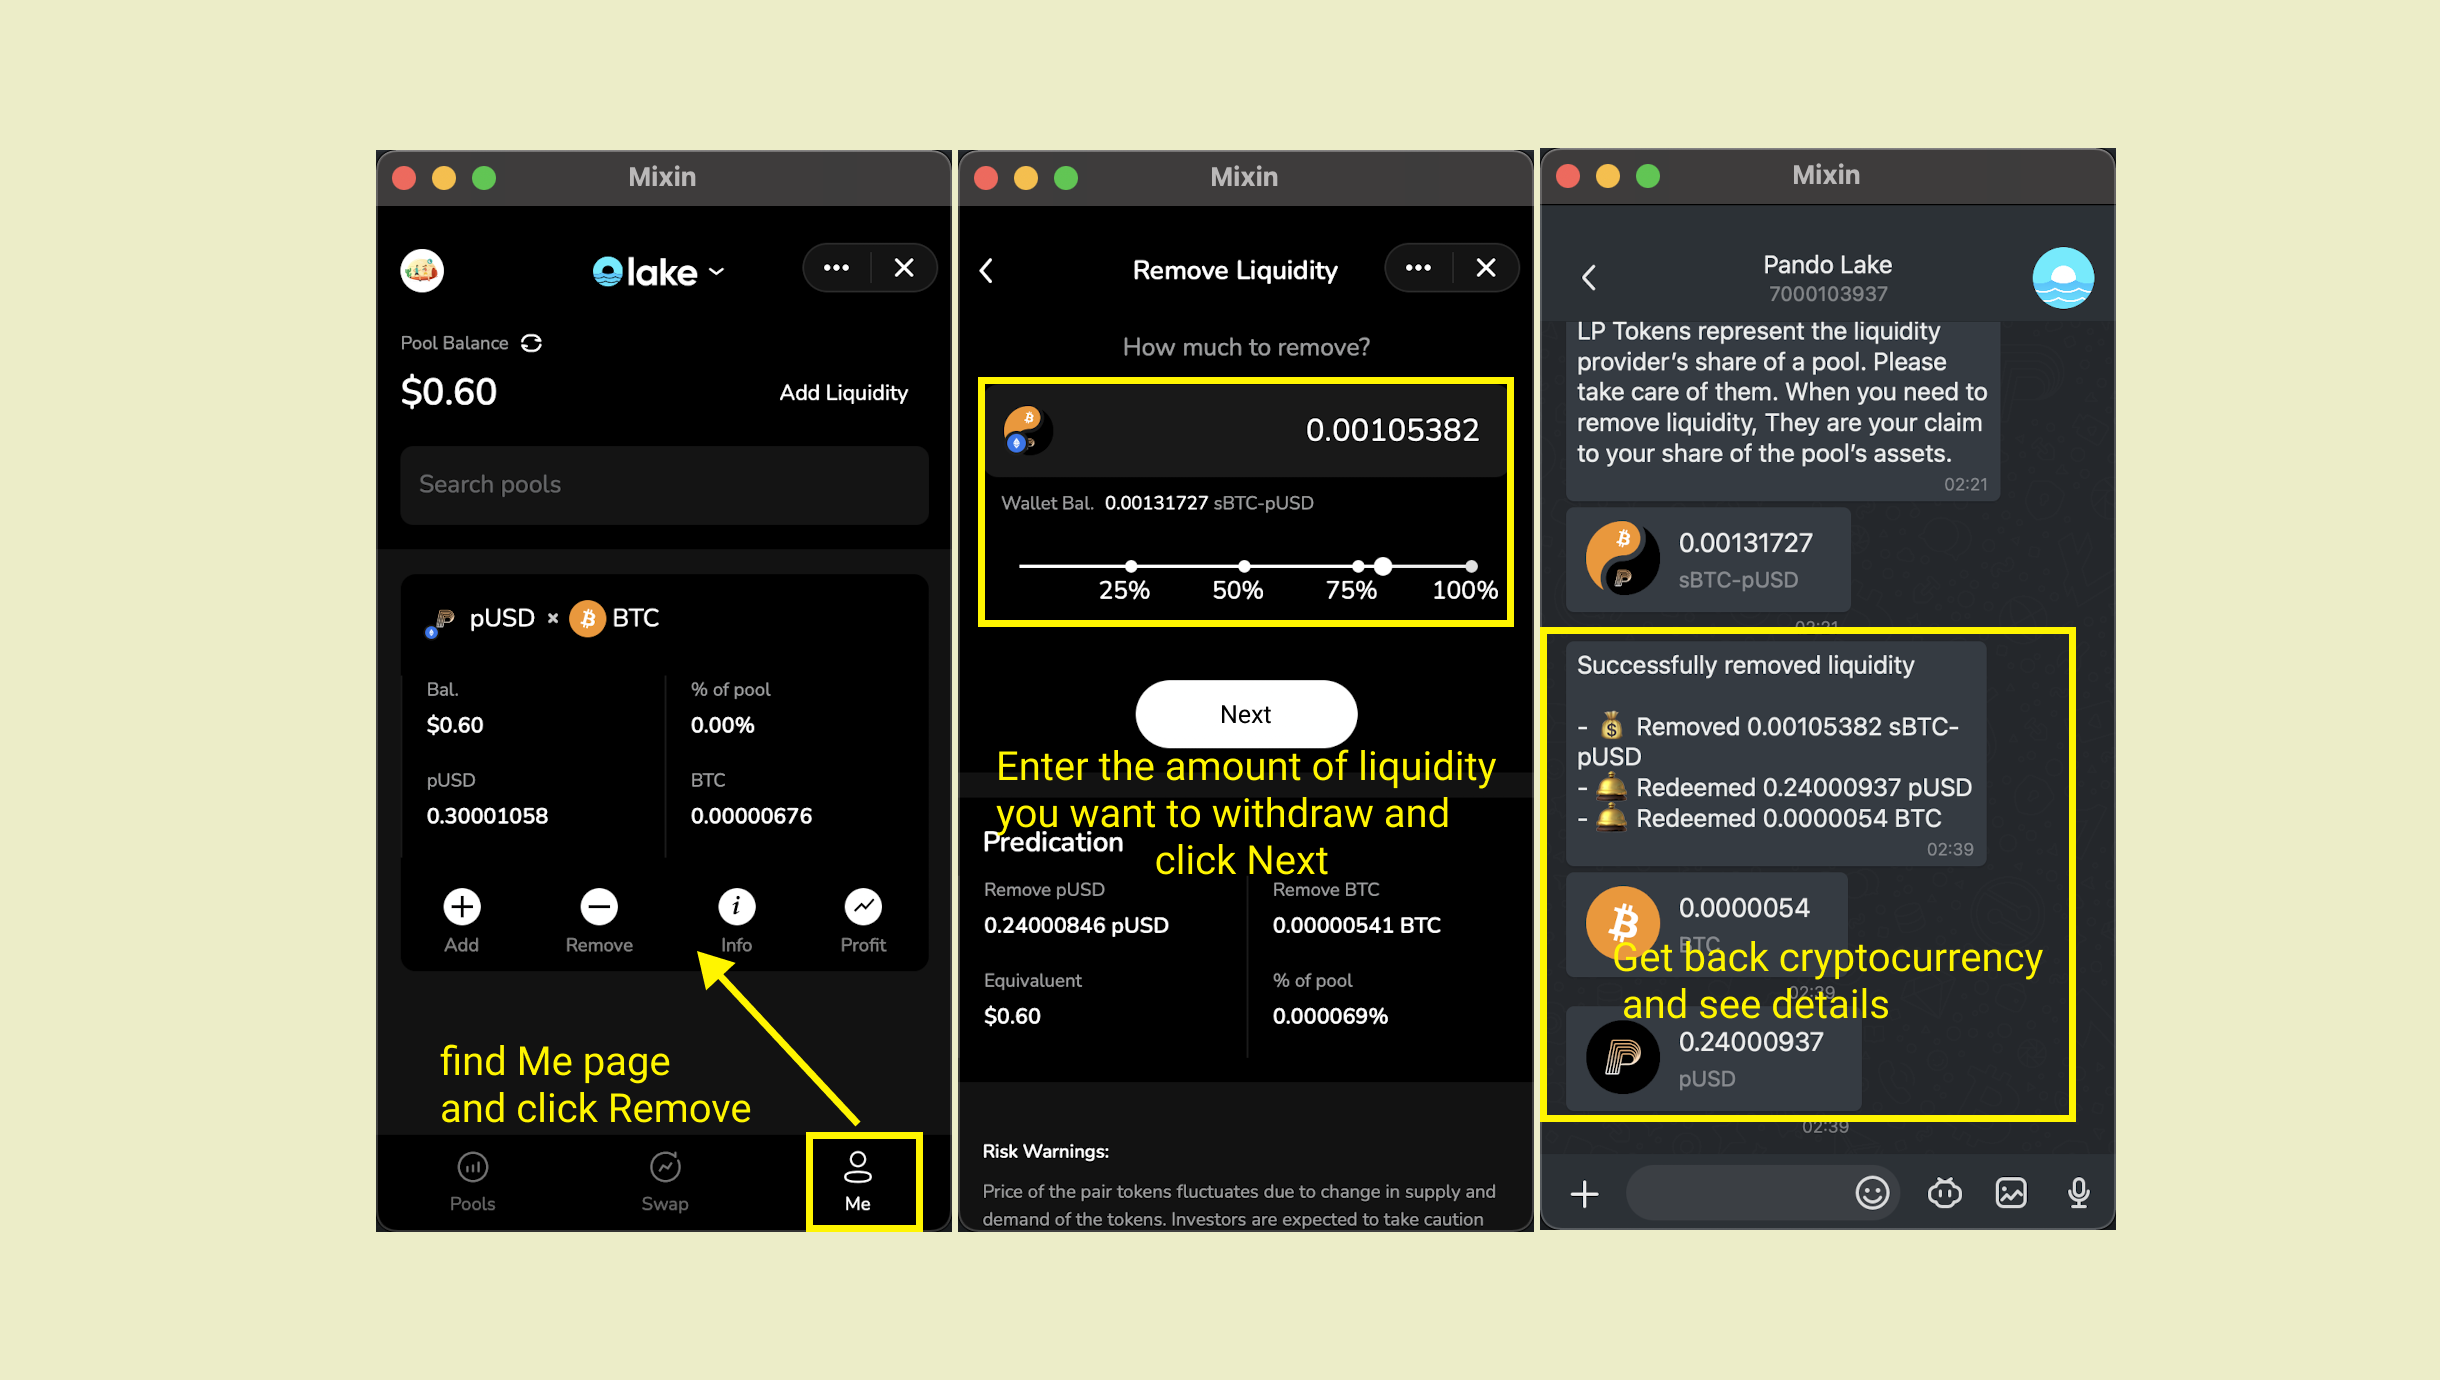 Mixin
lake
Pool Balance
$0.60
Add Liquidity
Search pools
pUSD × BTC
Bal.
% of pool
$0.60
0.00%
pUSD
BTC
0.30001058
0.00000676
Add
Remove
Info
Profit
find Me page
and click Remove
Pools
Swap
Me
Mixin
Remove Liquidity
How much to remove?
0.00105382
Wallet Bal. 0.00131727 sBTC-pUSD
25%
50%
75%
100%
Next
Enter the amount of liquidity
you want to withdraw and
click Next
Predication
Remove pUSD
Remove BTC
0.24000846 pUSD
0.00000541 BTC
Equivaluent
% of pool
$0.60
0.000069%
Risk Warnings:
Price of the pair tokens fluctuates due to change in supply and
demand of the tokens. Investors are expected to take caution
Mixin
Pando Lake
7000103937
LP Tokens represent the liquidity
provider's share of a pool. Please
take care of them. When you need to
remove liquidity, They are your claim
to your share of the pool's assets.
02:21
0.00131727
sBTC-pUSD
02:21
Successfully removed liquidity
- 💰 Removed 0.00105382 sBTC-
pUSD
- 🛎 Redeemed 0.24000937 pUSD
- 🛎 Redeemed 0.0000054 BTC
02:39
0.0000054
BTC
02:39
Get back cryptocurrency
and see details
0.24000937
pUSD
02:39